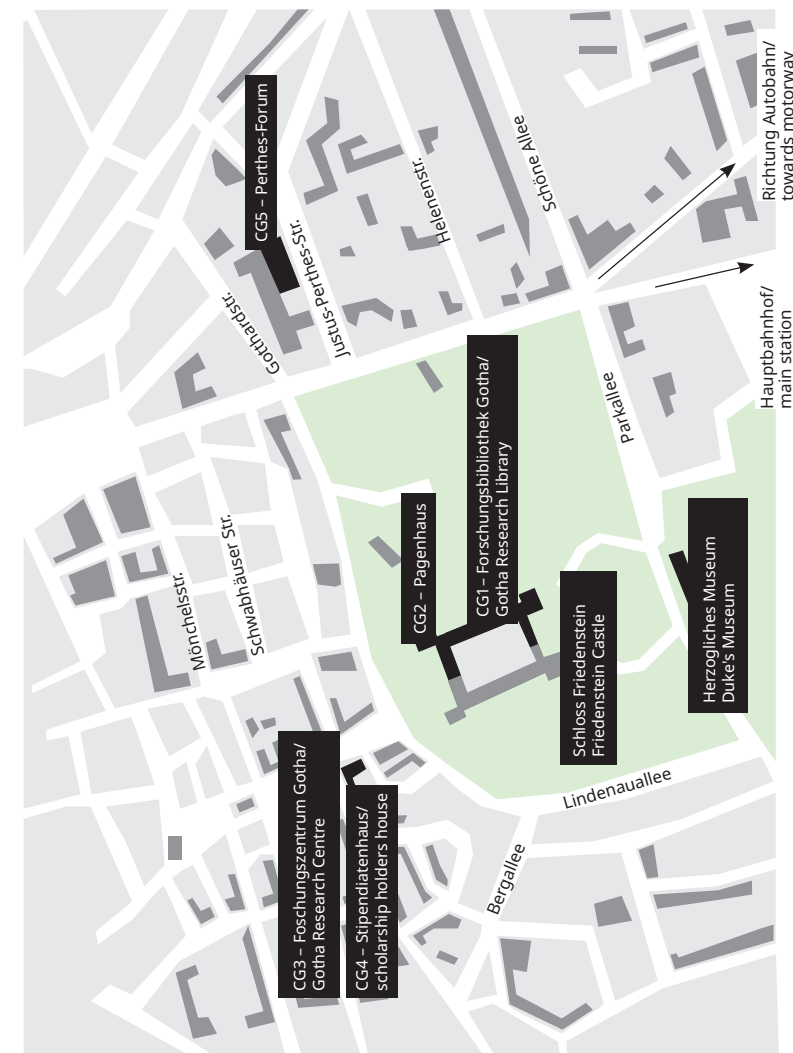 CG5 – Perthes-Forum
Gotthardstr.
Justus-Perthes-Str.
Helenenstr.
Schöne Allee
Richtung Autobahn/
towards motorway
Hauptbahnhof/
main station
Parkallee
CG1– Forschungsbibliothek Gotha/
Gotha Research Library
CG2 – Pagenhaus
Mönchelsstr.
Schwabhäuser Str.
Schloss Friedenstein
Friedenstein Castle
Herzogliches Museum
Duke's Museum
CG3 – Foschungszentrum Gotha/
Gotha Research Centre
CG4 – Stipendiatenhaus/
scholarship holders house
Lindenauallee
Bergallee